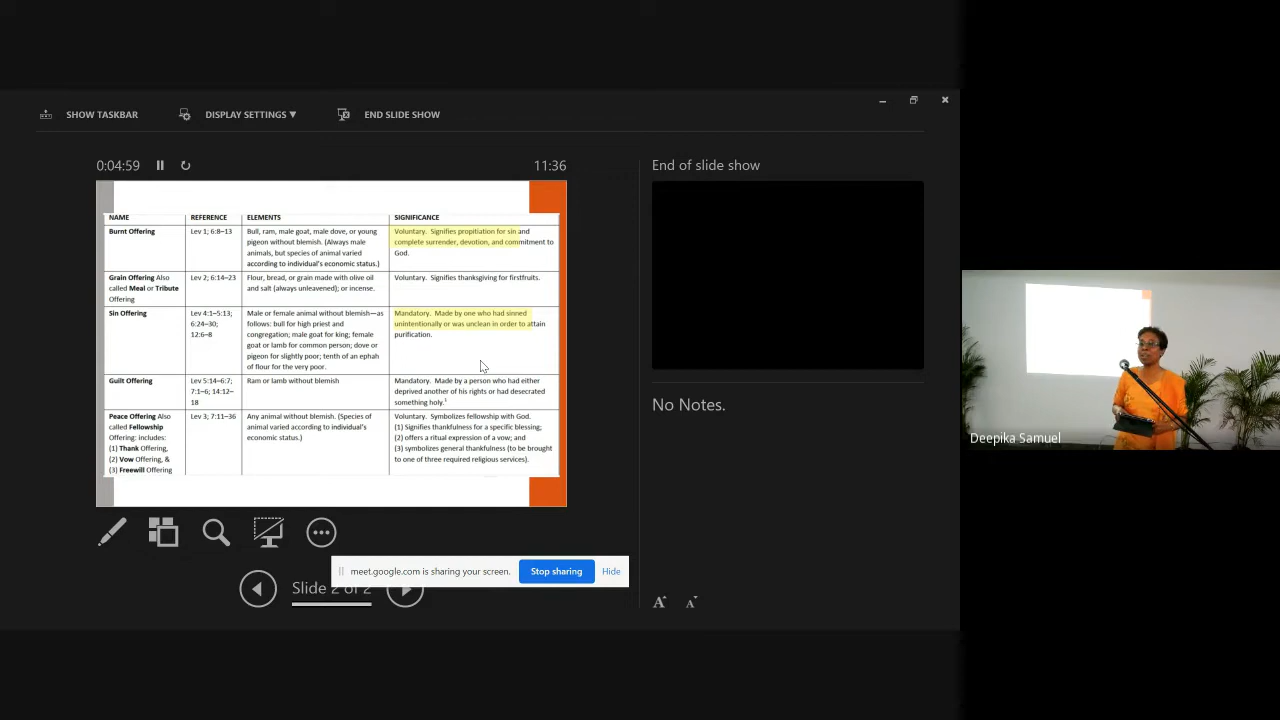 SHOW TASKBAR
DISPLAY SETTINGS ▼
END SLIDE SHOW
0:04:59
11:36
End of slide show
NAME REFERENCE ELEMENTS SIGNIFICANCE
Burnt Offering
Lev 1; 6:8–13
Bull, ram, male goat, male dove, or young
pigeon without blemish. (Always male
animals, but species of animal varied
according to individual's economic status.)
Voluntary. Signifies propitiation for sin and
complete surrender, devotion, and commitment to
God.
Grain Offering Also
called Meal or Tribute
Offering
Lev 2; 6:14–23
Flour, bread, or grain made with olive oil
and salt (always unleavened); or incense.
Voluntary. Signifies thanksgiving for firstfruits.
Sin Offering
Lev 4:1–5:13;
6:24–30;
12:6–8
Male or female animal without blemish—as
follows: bull for high priest and
congregation; male goat for king; female
goat or lamb for common person; dove or
pigeon for slightly poor; tenth of an ephah
of flour for the very poor.
Mandatory. Made by one who had sinned
unintentionally or was unclean in order to attain
purification.
Guilt Offering
Lev 5:14–6:7;
7:1–6; 14:12–
18
Ram or lamb without blemish
Mandatory. Made by a person who had either
deprived another of his rights or had desecrated
something holy.¹
Peace Offering Also
called Fellowship
Offering: includes:
(1) Thank Offering,
(2) Vow Offering, &
(3) Freewill Offering
Lev 3; 7:11–36
Any animal without blemish. (Species of
animal varied according to individual's
economic status.)
Voluntary. Symbolizes fellowship with God.
(1) Signifies thankfulness for a specific blessing;
(2) offers a ritual expression of a vow; and
(3) symbolizes general thankfulness (to be brought
to one of three required religious services).
No Notes.
Deepika Samuel
meet.google.com is sharing your screen.
Stop sharing
Hide
Slide 2 of 2
A A